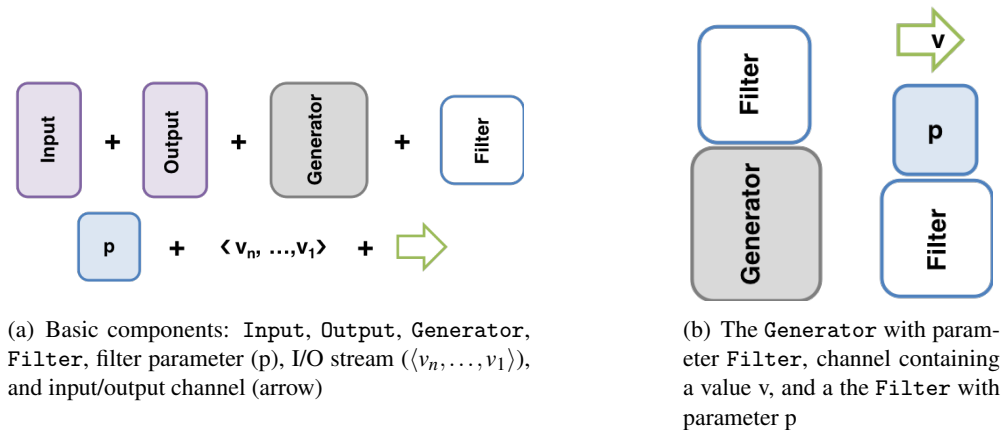 Input + Output + Generator + Filter
p + ⟨ vn, …,v1⟩ +
(a) Basic components: Input, Output, Generator,
Filter, filter parameter (p), I/O stream (⟨vn,...,v1⟩),
and input/output channel (arrow)
Filter
Generator
v
p
Filter
(b) The Generator with param-
eter Filter, channel containing
a value v, and a the Filter with
parameter p